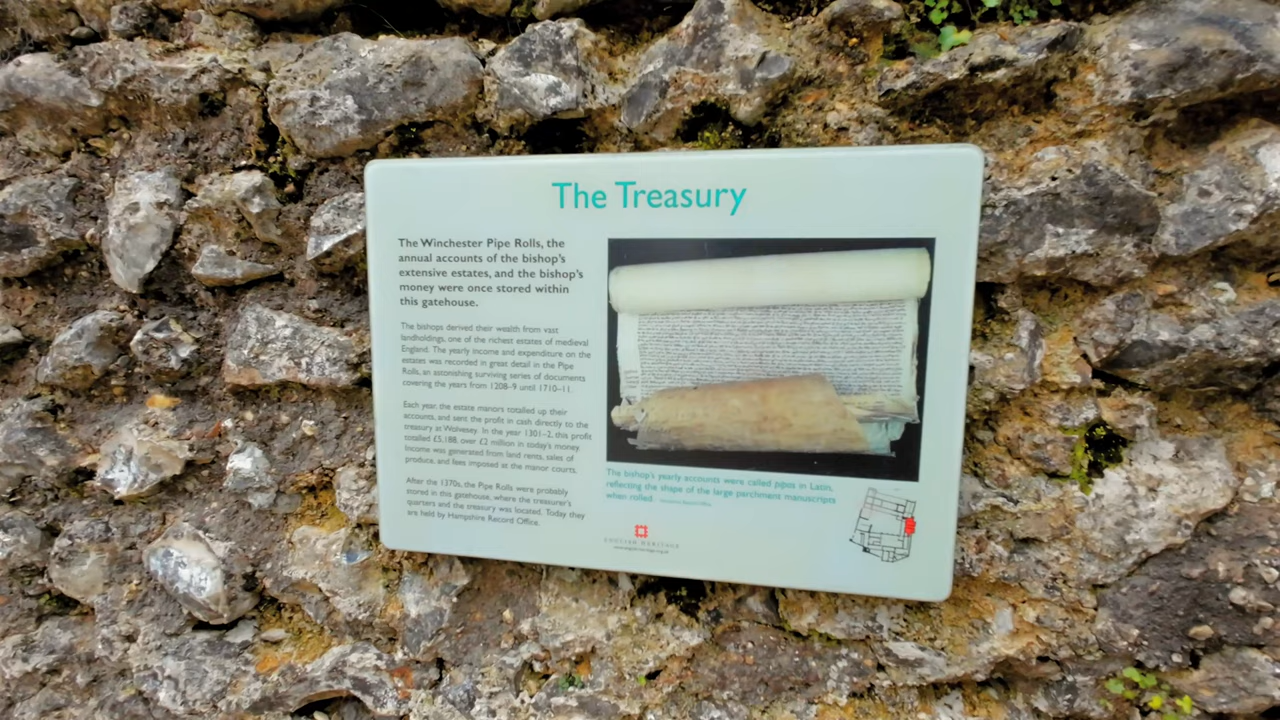 The Treasury
The Winchester Pipe Rolls, the
annual accounts of the bishop's
extensive estates, and the bishop's
money were once stored within
this gatehouse.
The bishops derived their wealth from vast
landholdings, one of the richest estates of medieval
England. The yearly income and expenditure on the
estates was recorded in great detail in the Pipe
Rolls, an astonishing surviving series of documents
covering the years from 1208–9 until 1710–11.
Each year, the estate manors totalled up their
accounts, and sent the profit in cash directly to the
treasury at Wolvesey. In the year 1301–2, this profit
totalled £5,188, over £2 million in today's money.
Income was generated from land rents, sales of
produce, and fees imposed at the manor courts.
After the 1370s, the Pipe Rolls were probably
stored in this gatehouse, where the treasurer's
quarters and the treasury was located. Today they
are held by Hampshire Record Office.
The bishop's yearly accounts were called pipos in Latin,
reflecting the shape of the large parchment manuscripts
when rolled
ENGLISH HERITAGE